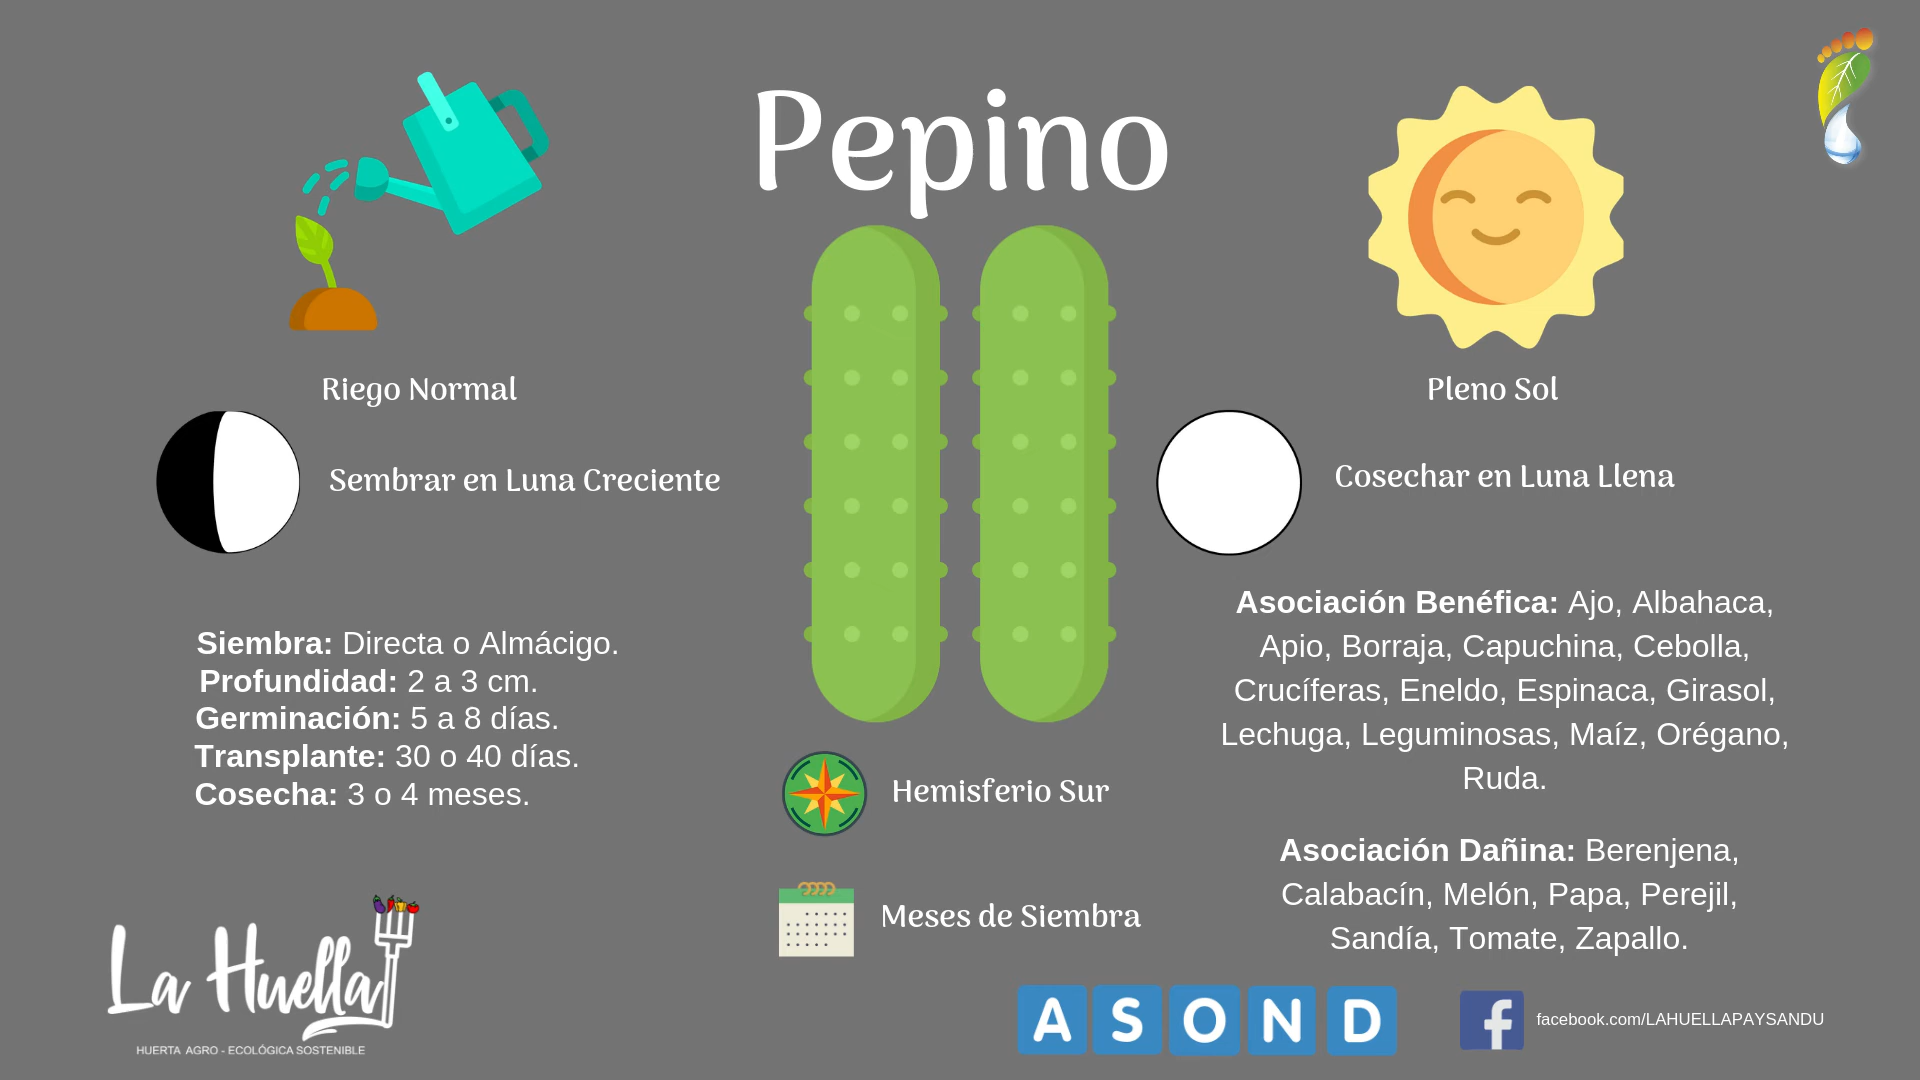 Pepino
Riego Normal
Pleno Sol
Sembrar en Luna Creciente
Cosechar en Luna Llena
Siembra: Directa o Almácigo.
Profundidad: 2 a 3 cm.
Germinación: 5 a 8 días.
Transplante: 30 o 40 días.
Cosecha: 3 o 4 meses.
Asociación Benéfica: Ajo, Albahaca,
Apio, Borraja, Capuchina, Cebolla,
Crucíferas, Eneldo, Espinaca, Girasol,
Lechuga, Leguminosas, Maíz, Orégano,
Ruda.
Asociación Dañina: Berenjena,
Calabacín, Melón, Papa, Perejil,
Sandía, Tomate, Zapallo.
Hemisferio Sur
Meses de Siembra
A S O N D
La Huella
HUERTA AGRO - ECOLÓGICA SOSTENIBLE
f
facebook.com/LAHUELLAPAYSANDU